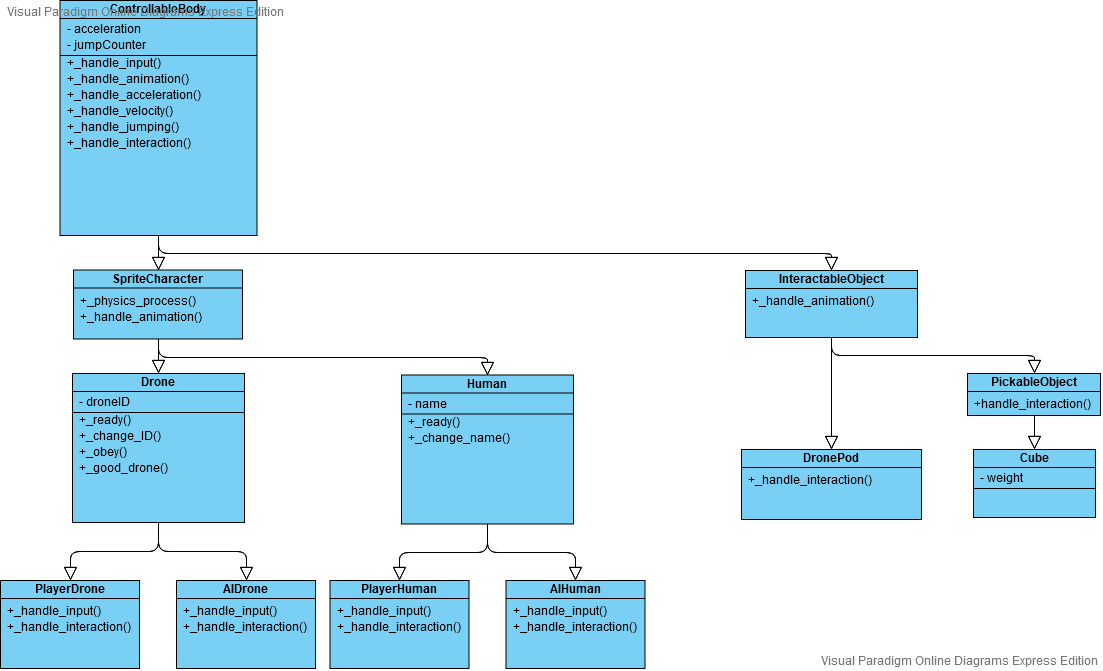 Visual Paradigm Online Diagrams Express Edition
ControllableBody
- acceleration
- jumpCounter
+_handle_input()
+_handle_animation()
+_handle_acceleration()
+_handle_velocity()
+_handle_jumping()
+_handle_interaction()
SpriteCharacter
+_physics_process()
+_handle_animation()
InteractableObject
+_handle_animation()
Drone
- droneID
+_ready()
+_change_ID()
+_obey()
+_good_drone()
Human
- name
+_ready()
+_change_name()
PickableObject
+handle_interaction()
DronePod
+_handle_interaction()
Cube
- weight
PlayerDrone
+_handle_input()
+_handle_interaction()
AIDrone
+_handle_input()
+_handle_interaction()
PlayerHuman
+_handle_input()
+_handle_interaction()
AIHuman
+_handle_input()
+_handle_interaction()
Visual Paradigm Online Diagrams Express Edition